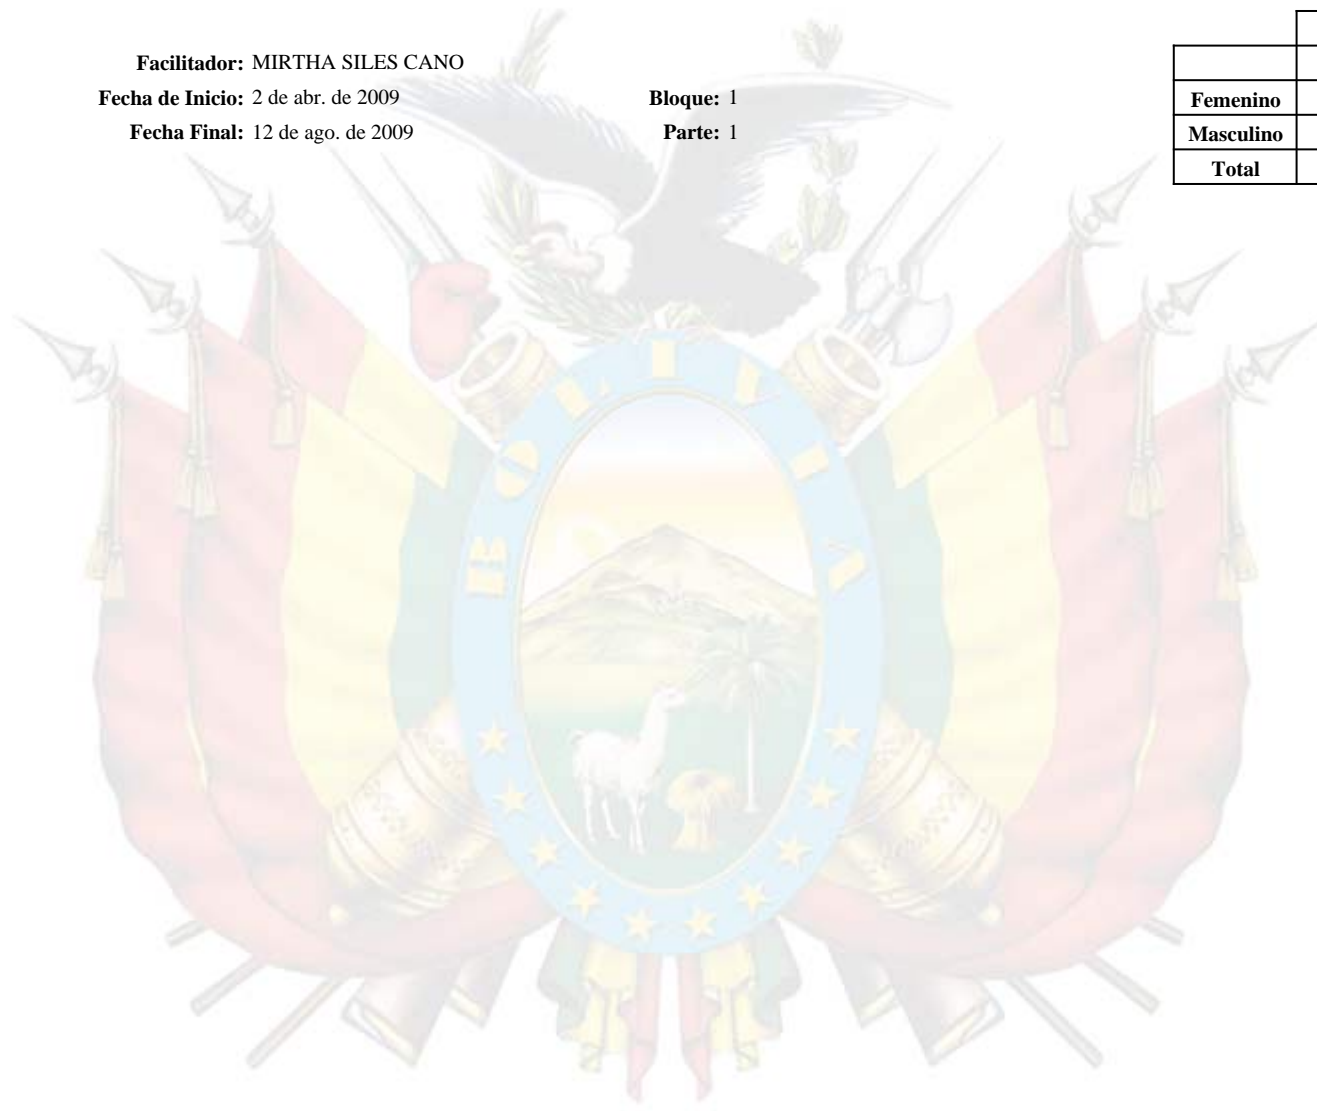 Facilitador: MIRTHA SILES CANO
Fecha de Inicio: 2 de abr. de 2009 Bloque: 1
Fecha Final: 12 de ago. de 2009 Parte: 1
Femenino
Masculino
Total
BOLIVIA